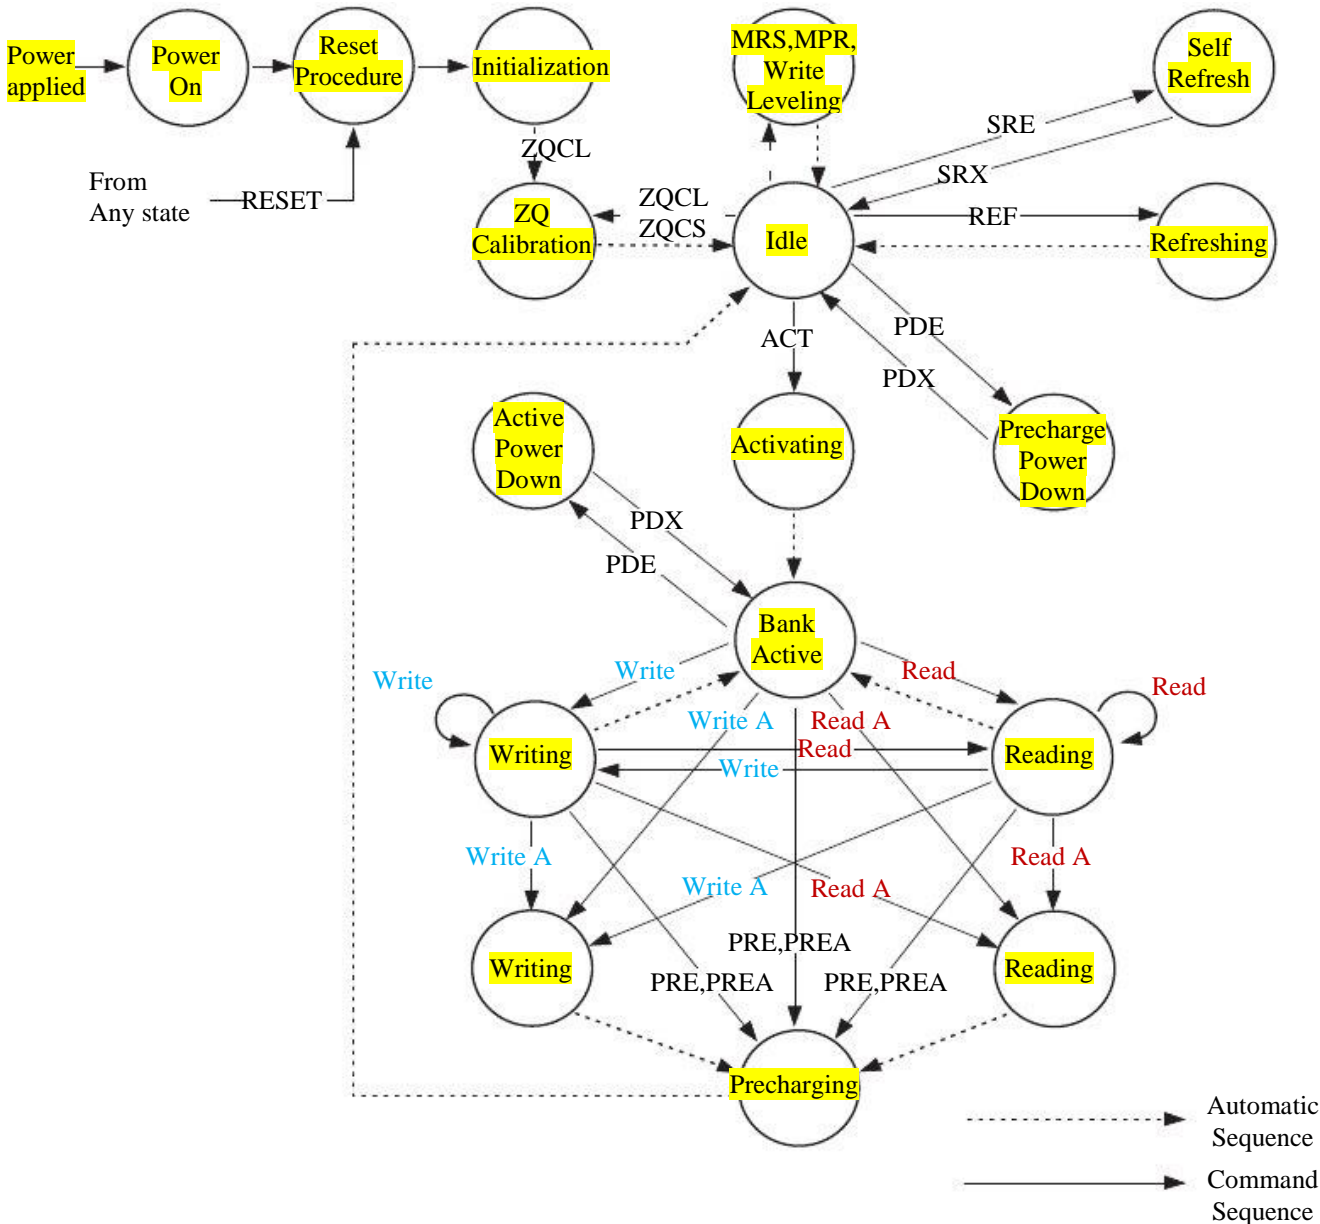 Power
applied
Power
On
Reset
Procedure
Initialization
MRS,MPR,
Write
Leveling
Self
Refresh
From
Any state
RESET
ZQCL
ZQ
Calibration
ZQCL
ZQCS
Idle
SRE
SRX
REF
Refreshing
ACT
PDE
PDX
Active
Power
Down
Activating
Precharge
Power
Down
PDX
PDE
Bank
Active
Write
Write
Read
Read
Write A
Read A
Writing
Read
Write
Reading
Write A
Write A
Read A
Read A
Writing
PRE,PREA
Reading
PRE,PREA
PRE,PREA
Precharging
Automatic
Sequence
Command
Sequence